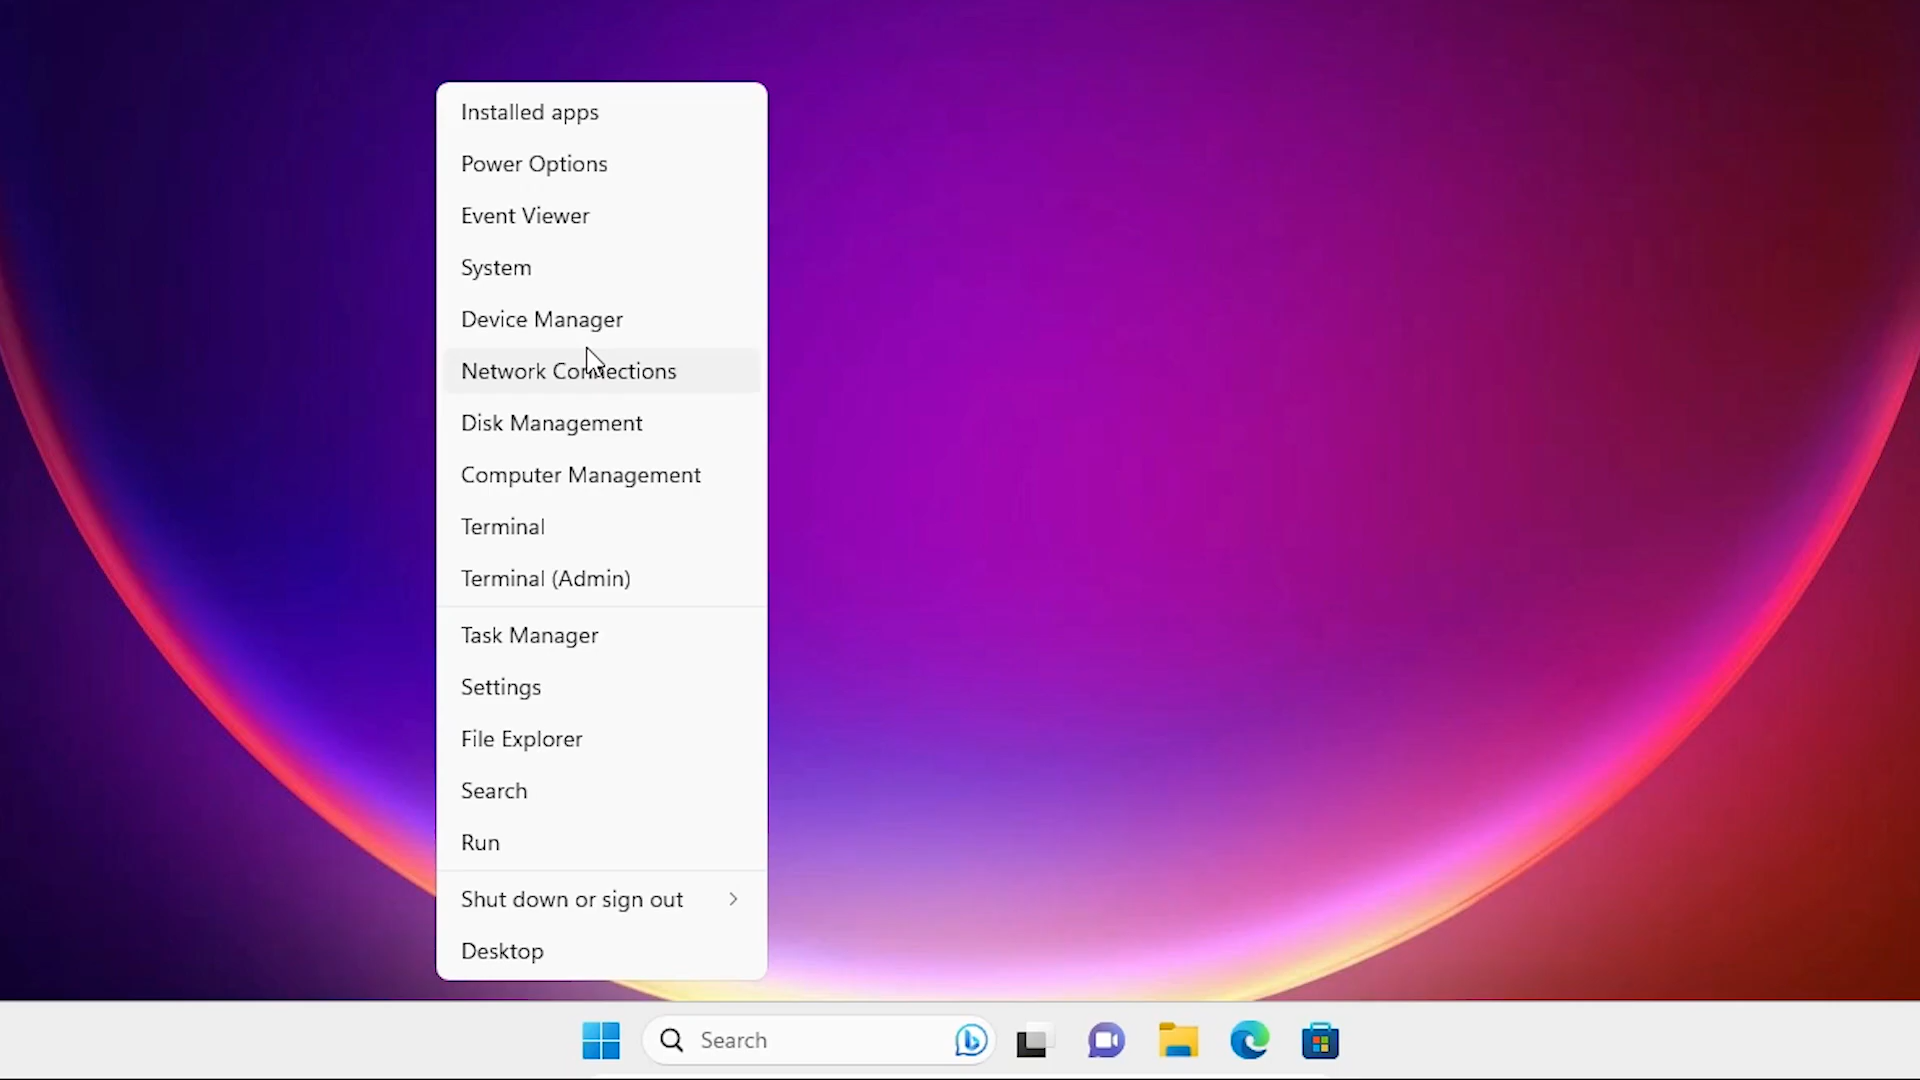 Installed apps
Power Options
Event Viewer
System
Device Manager
Network Connections
Disk Management
Computer Management
Terminal
Terminal (Admin)
Task Manager
Settings
File Explorer
Search
Run
Shut down or sign out
Desktop
Search